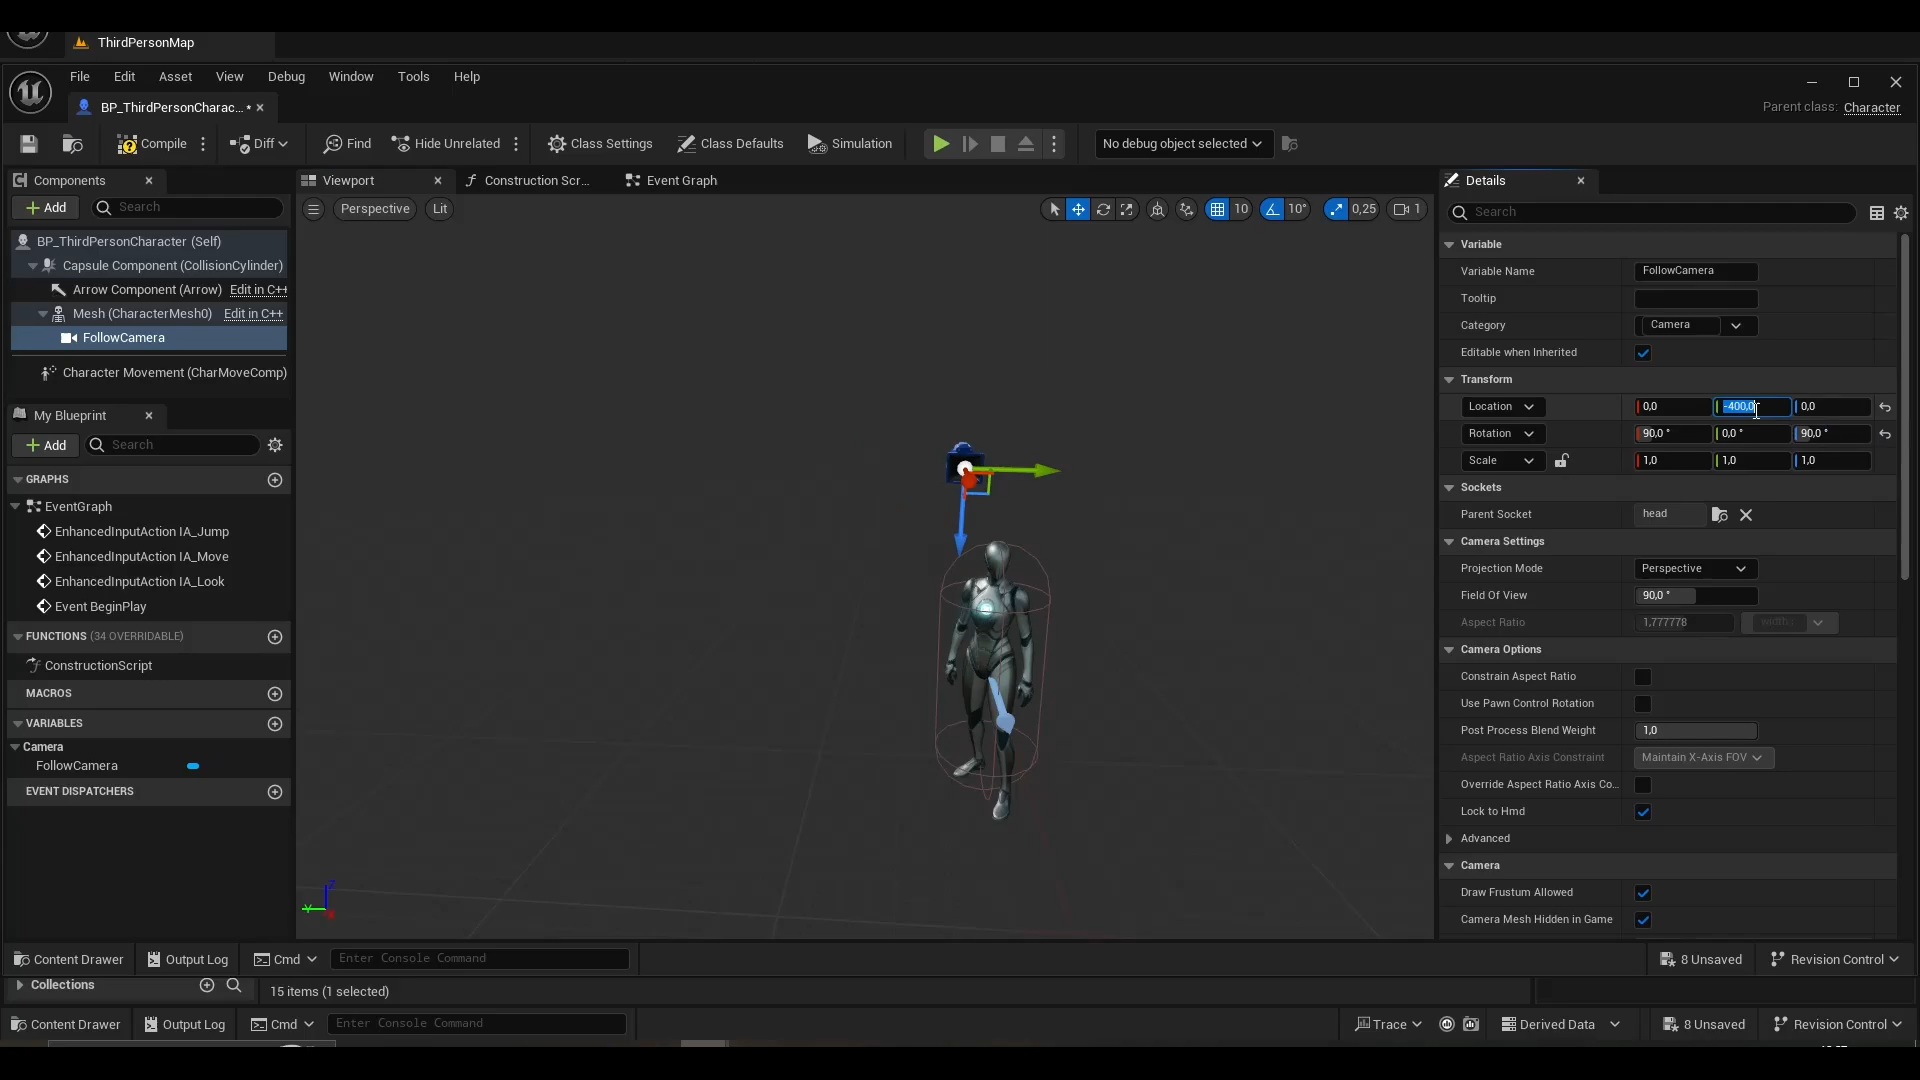 ThirdPersonMap
File Edit Asset View Debug Window Tools Help
BP_ThirdPersonCharac... •
Parent class: Character
Compile Diff Find Hide Unrelated Class Settings Class Defaults Simulation No debug object selected
Components
Add Search
BP_ThirdPersonCharacter (Self)
Capsule Component (CollisionCylinder)
Arrow Component (Arrow) Edit in C++
Mesh (CharacterMesh0) Edit in C++
FollowCamera
Character Movement (CharMoveComp)
My Blueprint
Add Search
GRAPHS
EventGraph
EnhancedInputAction IA_Jump
EnhancedInputAction IA_Move
EnhancedInputAction IA_Look
Event BeginPlay
FUNCTIONS (34 OVERRIDABLE)
ConstructionScript
MACROS
VARIABLES
Camera
FollowCamera
EVENT DISPATCHERS
Viewport Construction Scr... Event Graph
Perspective Lit 10 10° 0,25 1
Z
Y
Details
Search
Variable
Variable Name FollowCamera
Tooltip
Category Camera
Editable when Inherited
Transform
Location 0,0 -400,0 0,0
Rotation 90,0 ° 0,0 ° 90,0 °
Scale 1,0 1,0 1,0
Sockets
Parent Socket head
Camera Settings
Projection Mode Perspective
Field Of View 90,0 °
Aspect Ratio 1,777778
Camera Options
Constrain Aspect Ratio
Use Pawn Control Rotation
Post Process Blend Weight 1,0
Aspect Ratio Axis Constraint Maintain X-Axis FOV
Override Aspect Ratio Axis Co...
Lock to Hmd
Advanced
Camera
Draw Frustum Allowed
Camera Mesh Hidden in Game
Content Drawer Output Log Cmd Enter Console Command 8 Unsaved Revision Control
Collections 15 items (1 selected)
Content Drawer Output Log Cmd Enter Console Command Trace Derived Data 8 Unsaved Revision Control